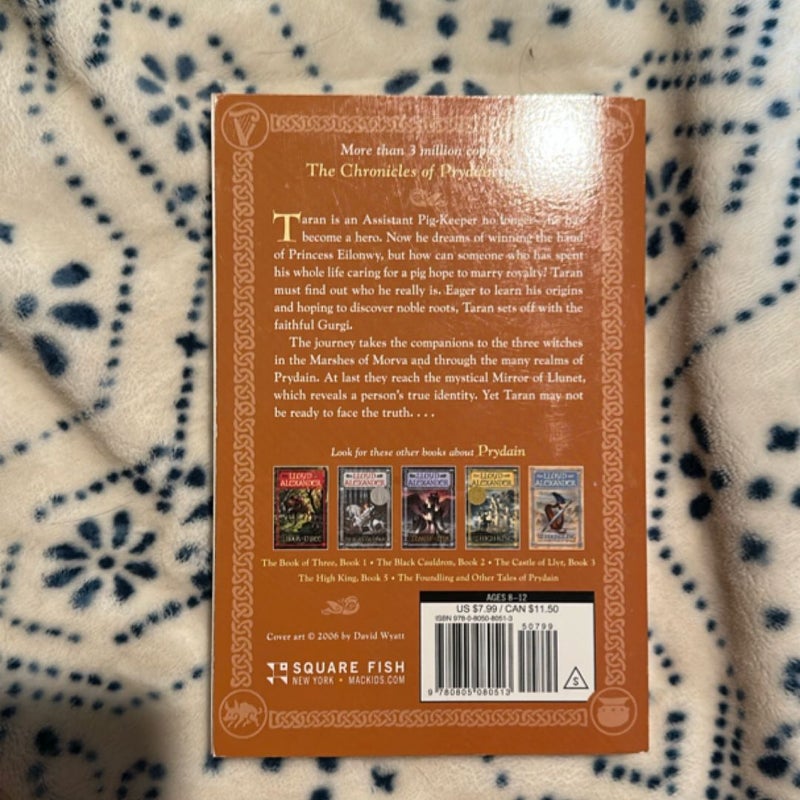 More than 3 million
The Chronicles of Prydain
Taran is an Assistant Pig-Keeper no longer—he has
become a hero. Now he dreams of winning the hand
of Princess Eilonwy, but how can someone who has spent
his whole life caring for a pig hope to marry royalty? Taran
must find out who he really is. Eager to learn his origins
and hoping to discover noble roots, Taran sets off with the
faithful Gurgi.
The journey takes the companions to the three witches
in the Marshes of Morva and through the many realms of
Prydain. At last they reach the mystical Mirror of Llunet,
which reveals a person's true identity. Yet Taran may not
be ready to face the truth. . . .
Look for these other books about Prydain
LLOYD ALEXANDER
LLOYD ALEXANDER
LLOYD ALEXANDER
LLOYD ALEXANDER
LLOYD ALEXANDER
The Book of Three, Book 1 • The Black Cauldron, Book 2 • The Castle of Llyr, Book 3
The High King, Book 5 • The Foundling and Other Tales of Prydain
Cover art © 2006 by David Wyatt
SQUARE FISH
NEW YORK • MACKIDS.COM
AGES 8–12
US $7.99 / CAN $11.50
ISBN 978-0-8050-8051-3
50799
9 780805 080513
S